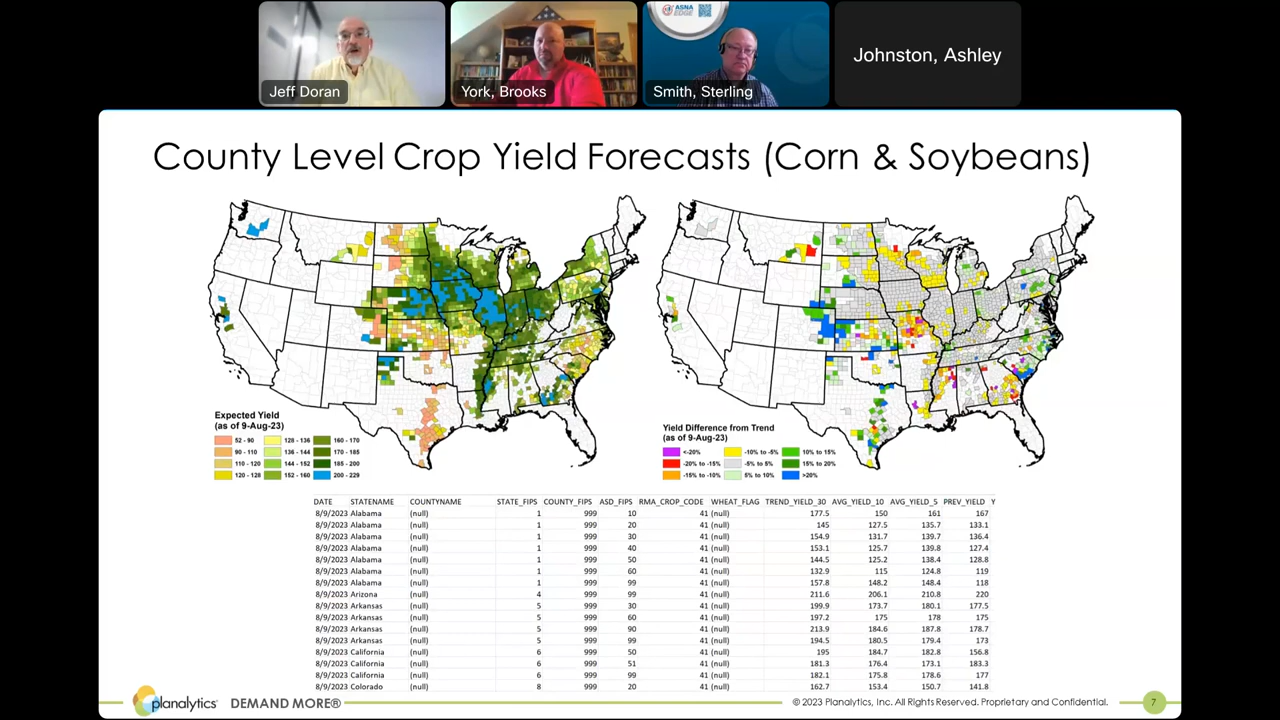 ASNA
EDGE
Jeff Doran
York, Brooks
Smith, Sterling
Johnston, Ashley
County Level Crop Yield Forecasts (Corn & Soybeans)
Expected Yield
(as of 9-Aug-23)
52 - 90 128 - 136 160 - 170
90 - 110 136 - 144 170 - 185
110 - 120 144 - 152 185 - 200
120 - 128 152 - 160 200 - 229
Yield Difference from Trend
(as of 9-Aug-23)
<-20% -10% to -5% 10% to 15%
-20% to -15% -5% to 5% 15% to 20%
-15% to -10% 5% to 10% >20%
DATE STATENAME COUNTYNAME STATE_FIPS COUNTY_FIPS ASD_FIPS RMA_CROP_CODE WHEAT_FLAG TREND_YIELD_30 AVG_YIELD_10 AVG_YIELD_5 PREV_YIELD Y
8/9/2023 Alabama (null) 1 999 10 41 (null) 177.5 150 161 167
8/9/2023 Alabama (null) 1 999 20 41 (null) 145 127.5 135.7 133.1
8/9/2023 Alabama (null) 1 999 30 41 (null) 154.9 131.7 139.7 136.4
8/9/2023 Alabama (null) 1 999 40 41 (null) 153.1 125.7 139.8 127.4
8/9/2023 Alabama (null) 1 999 50 41 (null) 144.5 125.2 138.4 128.8
8/9/2023 Alabama (null) 1 999 60 41 (null) 132.9 115 124.8 119
8/9/2023 Alabama (null) 1 999 99 41 (null) 157.8 148.2 148.4 118
8/9/2023 Arizona (null) 4 999 99 41 (null) 211.6 206.1 210.8 220
8/9/2023 Arkansas (null) 5 999 30 41 (null) 199.9 173.7 180.1 177.5
8/9/2023 Arkansas (null) 5 999 60 41 (null) 197.2 175 178 175
8/9/2023 Arkansas (null) 5 999 90 41 (null) 213.9 184.6 187.8 178.7
8/9/2023 Arkansas (null) 5 999 99 41 (null) 194.5 180.5 179.4 173
8/9/2023 California (null) 6 999 50 41 (null) 195 184.7 182.8 156.8
8/9/2023 California (null) 6 999 51 41 (null) 181.3 176.4 173.1 183.3
8/9/2023 California (null) 6 999 99 41 (null) 182.1 175.8 178.6 177
8/9/2023 Colorado (null) 8 999 20 41 (null) 162.7 153.4 150.7 141.8
planalytics DEMAND MORE® © 2023 Planalytics, Inc. All Rights Reserved. Proprietary and Confidential. 7